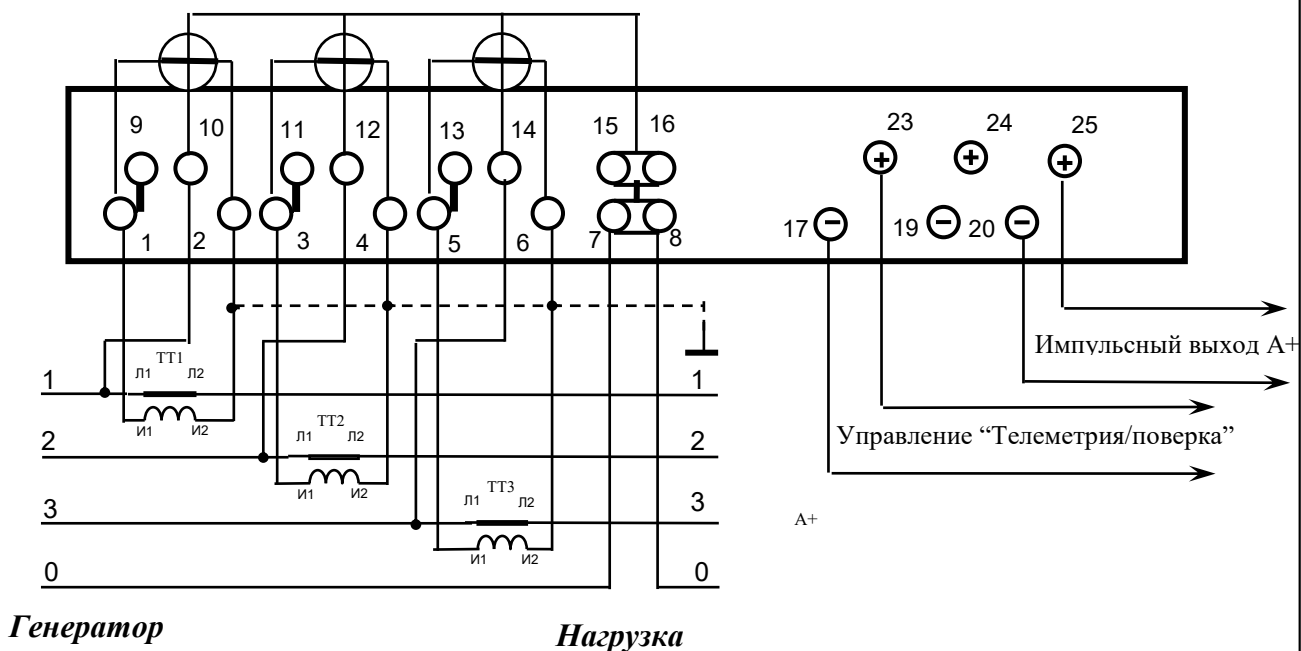 9 10 11 12 13 14 15 16 23 24 25
1 2 3 4 5 6 7 8 17 19 20
Импульсный выход А+
ТТ1
Л1 Л2
1 1
И1 И2
Управление “Телеметрия/поверка”
ТТ2
Л1 Л2
2 2
И1 И2
ТТ3
Л1 Л2
3 3
А+
И1 И2
0 0
Генератор
Нагрузка